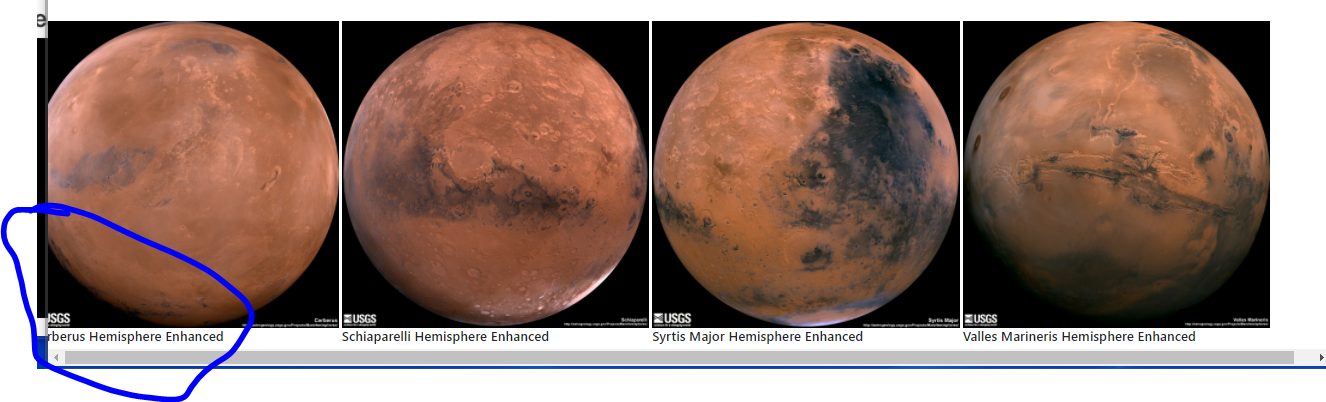 e
USGS
Cerberus
rberus Hemisphere Enhanced
USGS
Schiaparelli
Schiaparelli Hemisphere Enhanced
USGS
Syrtis Major
Syrtis Major Hemisphere Enhanced
USGS
Valles Marineris
Valles Marineris Hemisphere Enhanced